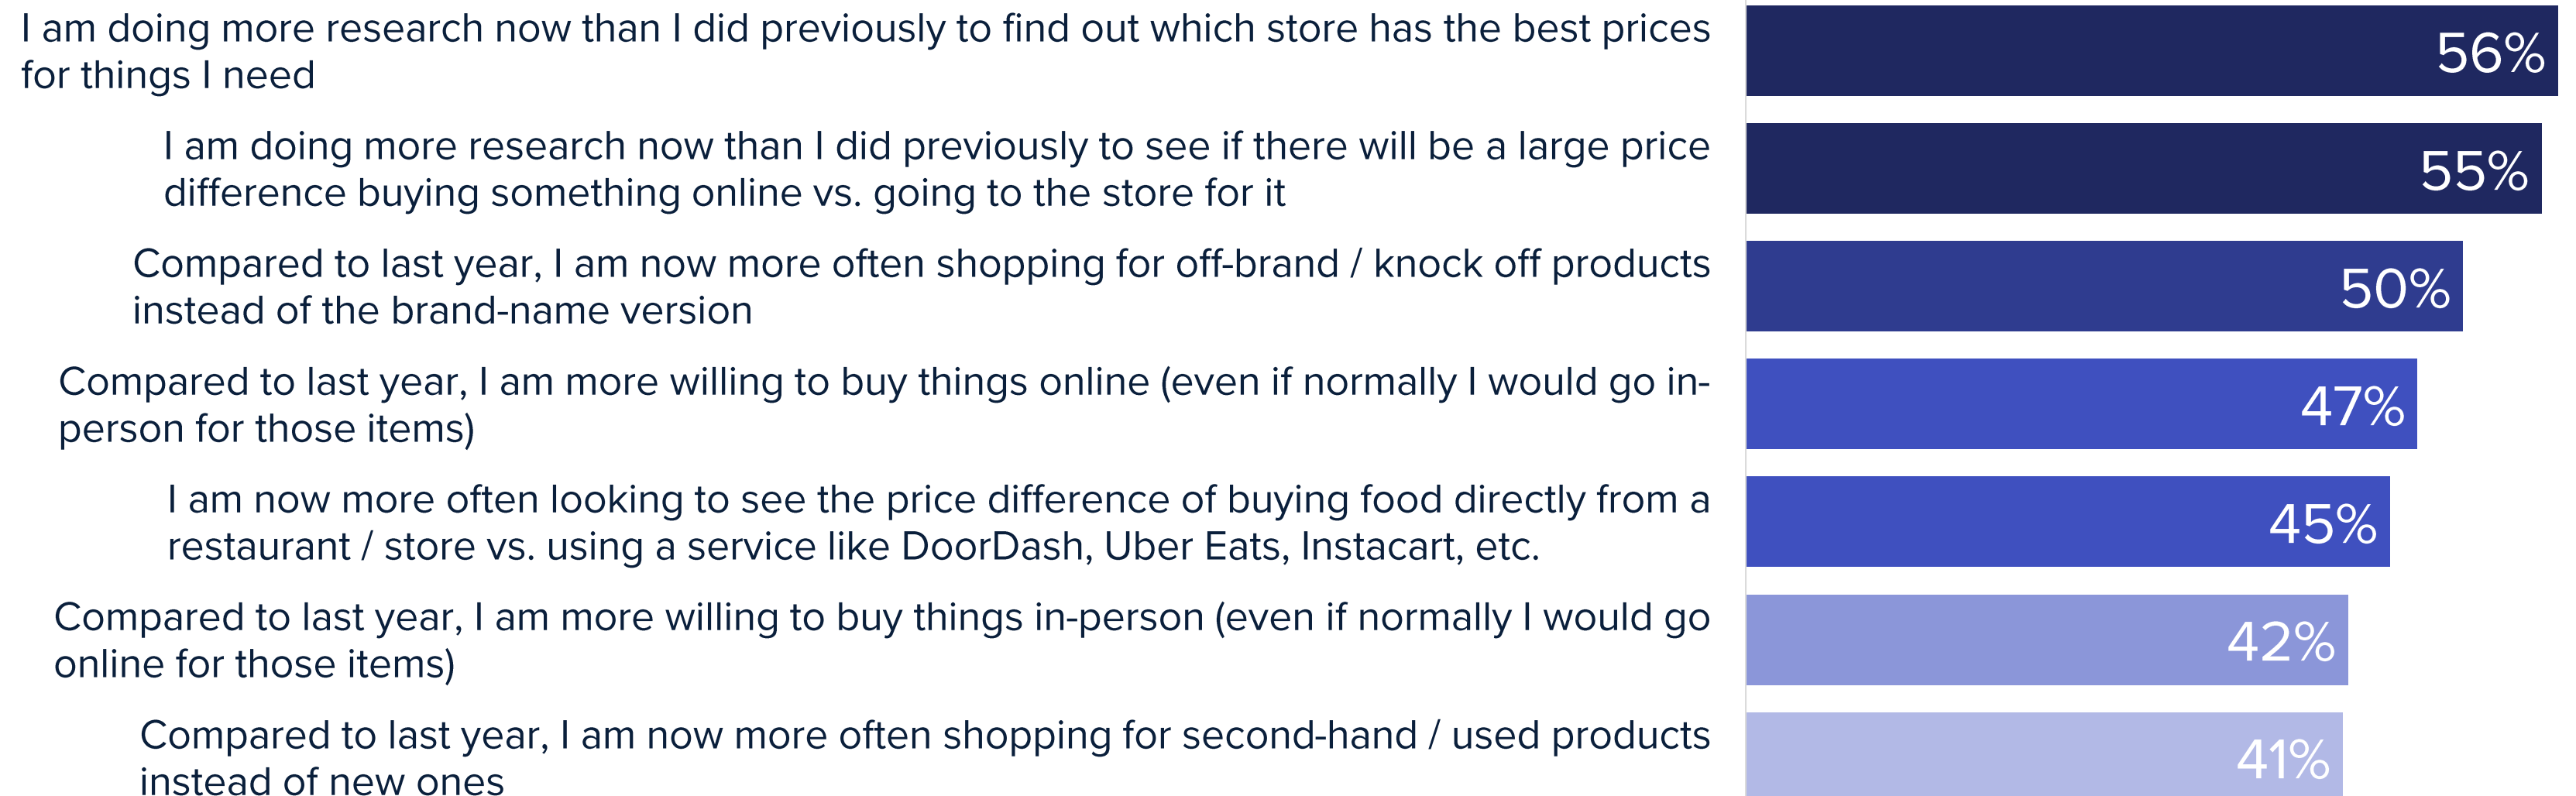 I am doing more research now than I did previously to find out which store has the best prices
for things I need
56%
I am doing more research now than I did previously to see if there will be a large price
difference buying something online vs. going to the store for it
55%
Compared to last year, I am now more often shopping for off-brand / knock off products
instead of the brand-name version
50%
Compared to last year, I am more willing to buy things online (even if normally I would go in-
person for those items)
47%
I am now more often looking to see the price difference of buying food directly from a
restaurant / store vs. using a service like DoorDash, Uber Eats, Instacart, etc.
45%
Compared to last year, I am more willing to buy things in-person (even if normally I would go
online for those items)
42%
Compared to last year, I am now more often shopping for second-hand / used products
instead of new ones
41%